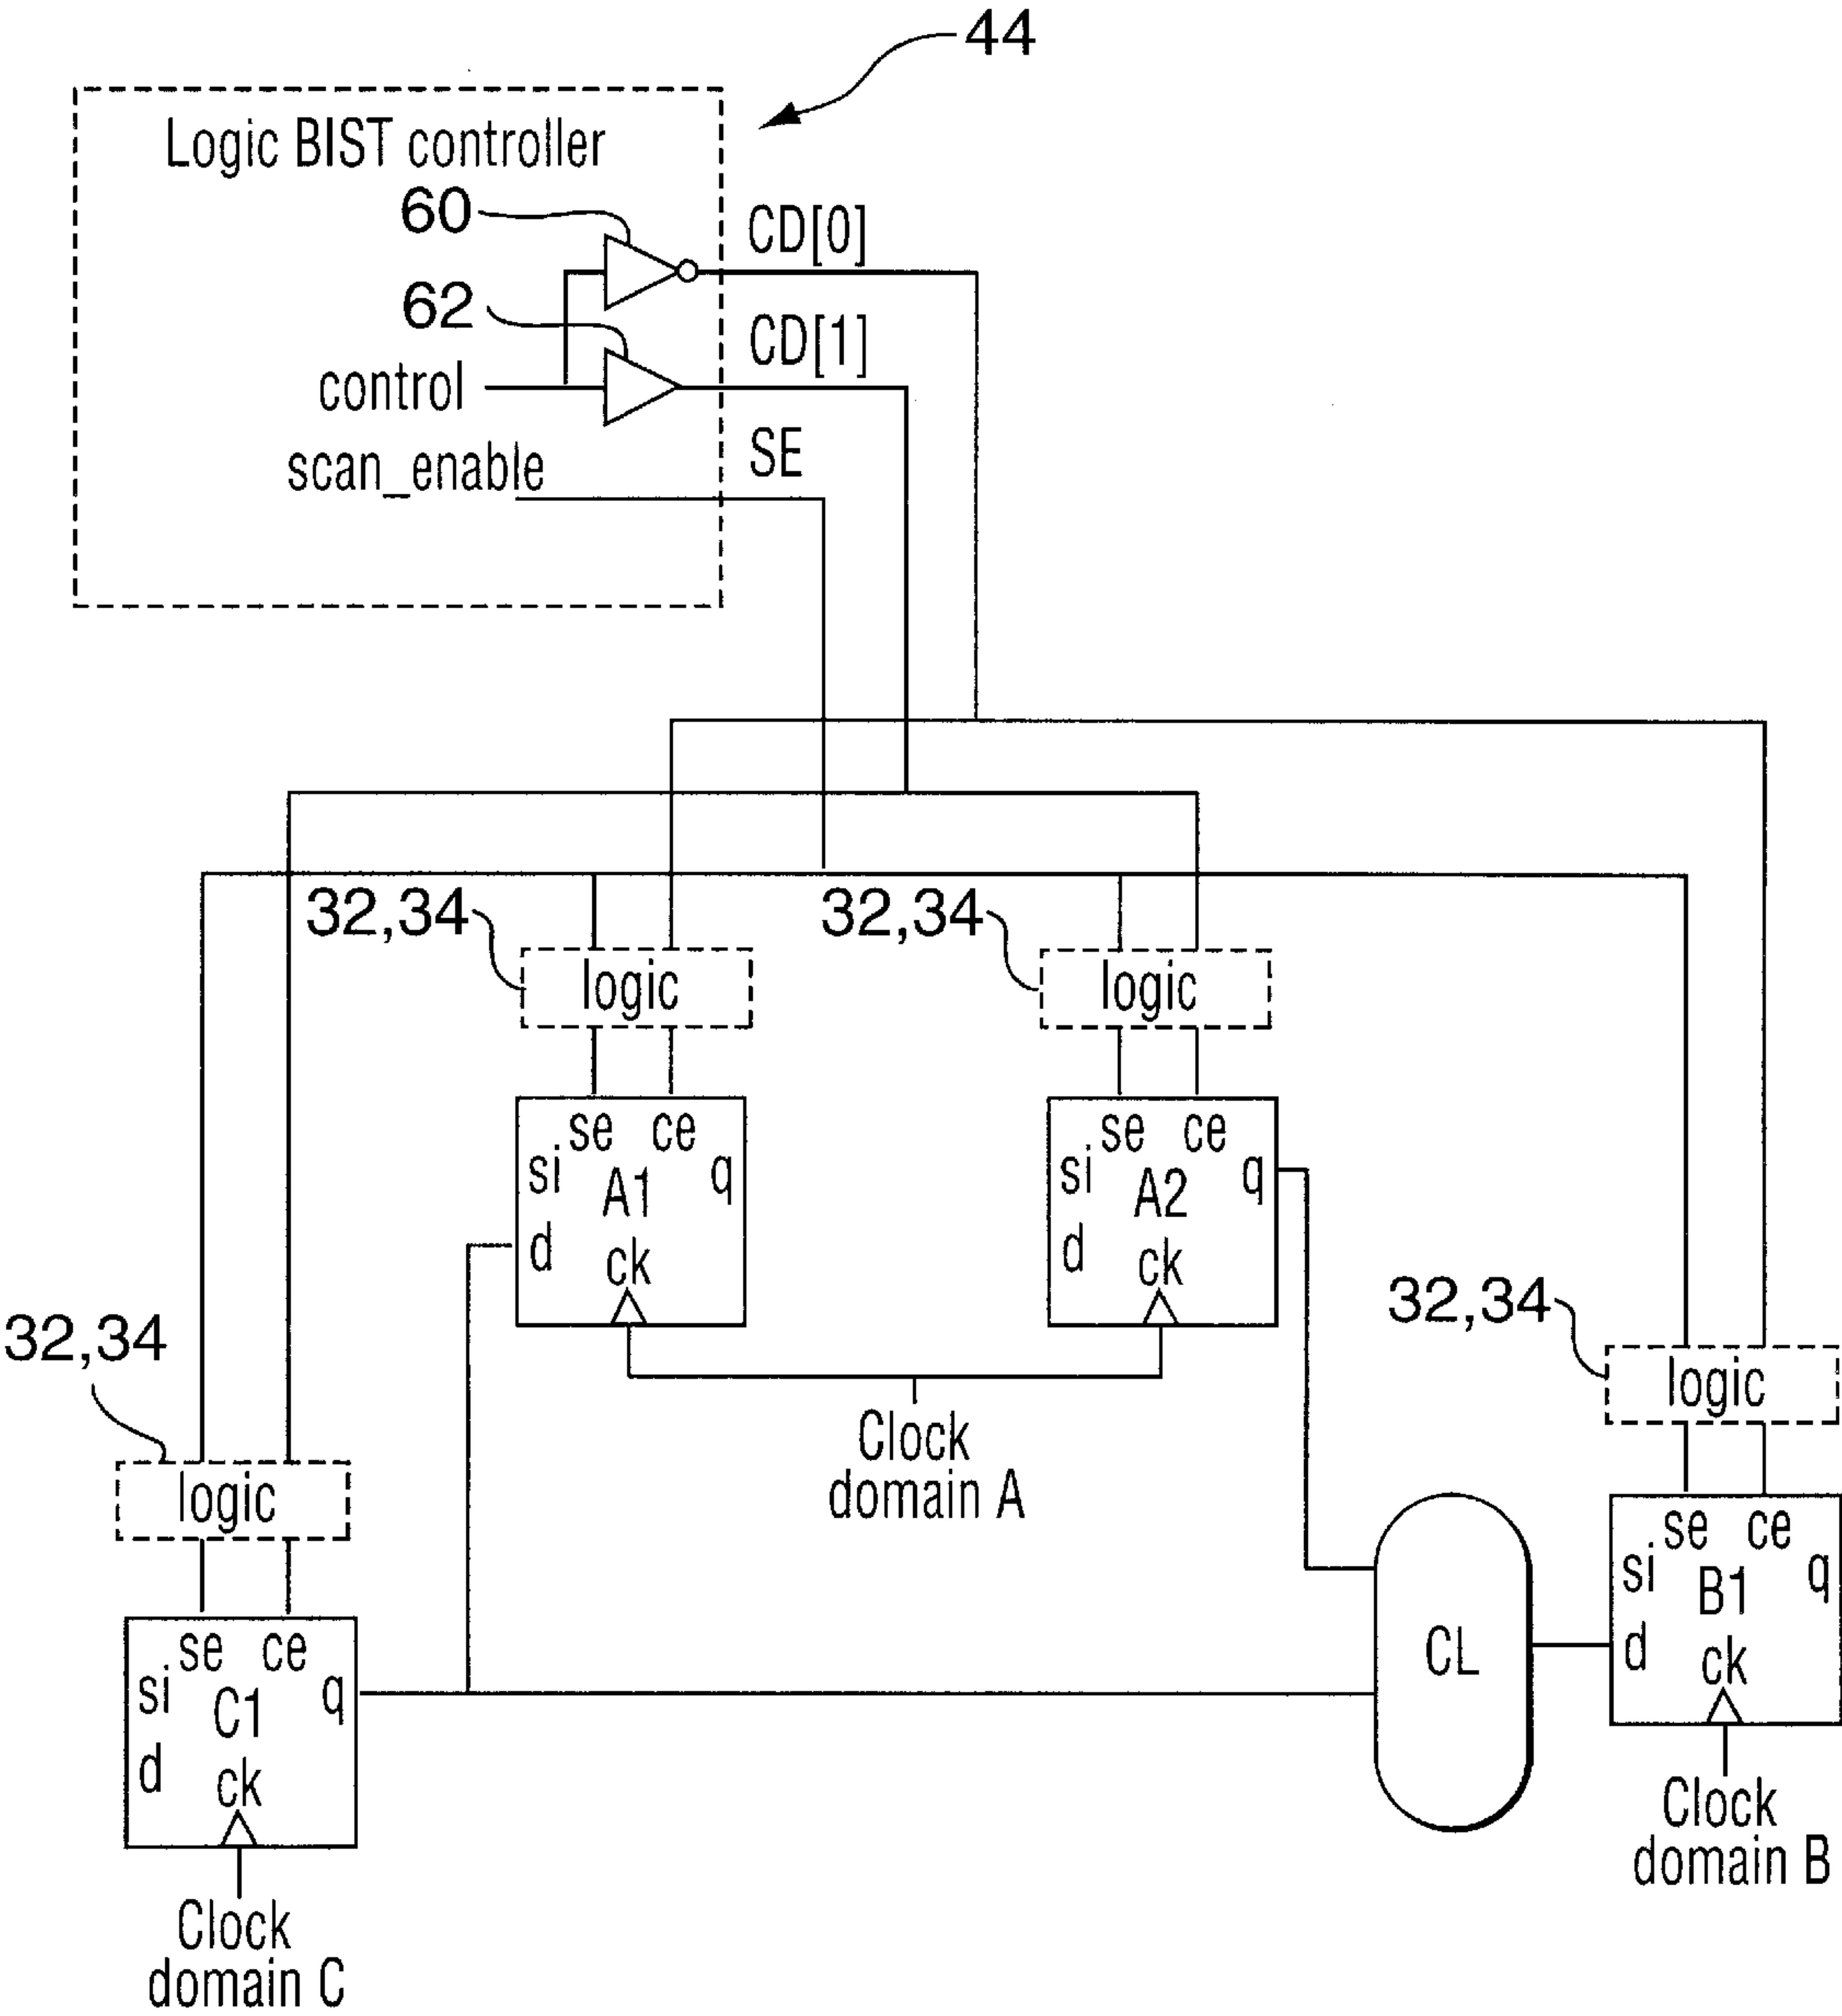 44
Logic BIST controller
60
CD[0]
62
CD[1]
control
scan_enable
SE
32,34
32,34
logic
logic
se ce
si A1 q
d
ck
se ce
si A2 q
d
ck
32,34
32,34
logic
Clock
domain A
logic
se ce
si B1 q
d
ck
CL
se ce
si C1 q
d
ck
Clock
domain B
Clock
domain C